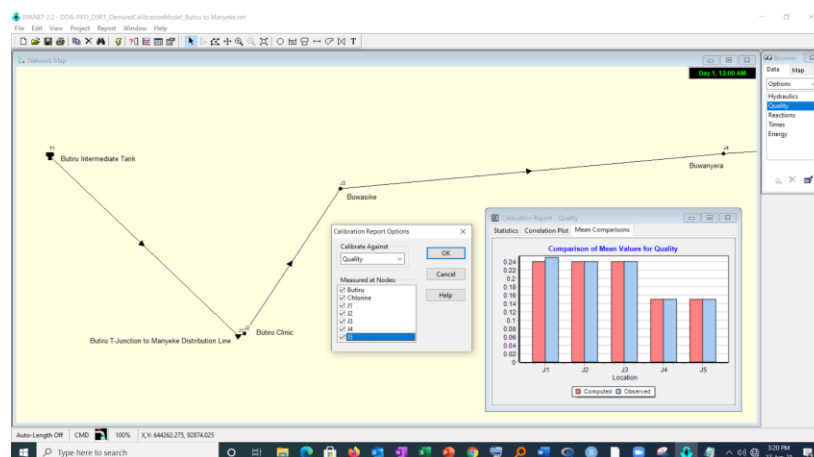 EPANET 2.2 - DDA-FIFO_DSR1_DemandCalibrationModel_Butiru to Manyeke.net
File Edit View Project Report Window Help
Network Map
Day 1, 12:00 AM
Browser
Data Map
Options
Hydraulics
Quality
Reactions
Times
Energy
T1
Butiru Intermediate Tank
J4
Buwanyera
J3
Buwasike
Butiru Clinic
Butiru T-Junction to Manyeke Distribution Line
Calibration Report Options
Calibrate Against
Quality
OK
Cancel
Help
Measured at Nodes:
Butiru
Chlorine
J1
J2
J3
J4
J5
Calibration Report - Quality
Statistics Correlation Plot Mean Comparisons
Comparison of Mean Values for Quality
0.24
0.22
0.2
0.18
0.16
0.14
0.12
0.1
0.08
0.06
0.04
0.02
0
J1 J2 J3 J4 J5
Location
Computed Observed
Auto-Length Off CMD 100% X,Y: 644262.275, 92874.025
Type here to search
3:20 PM